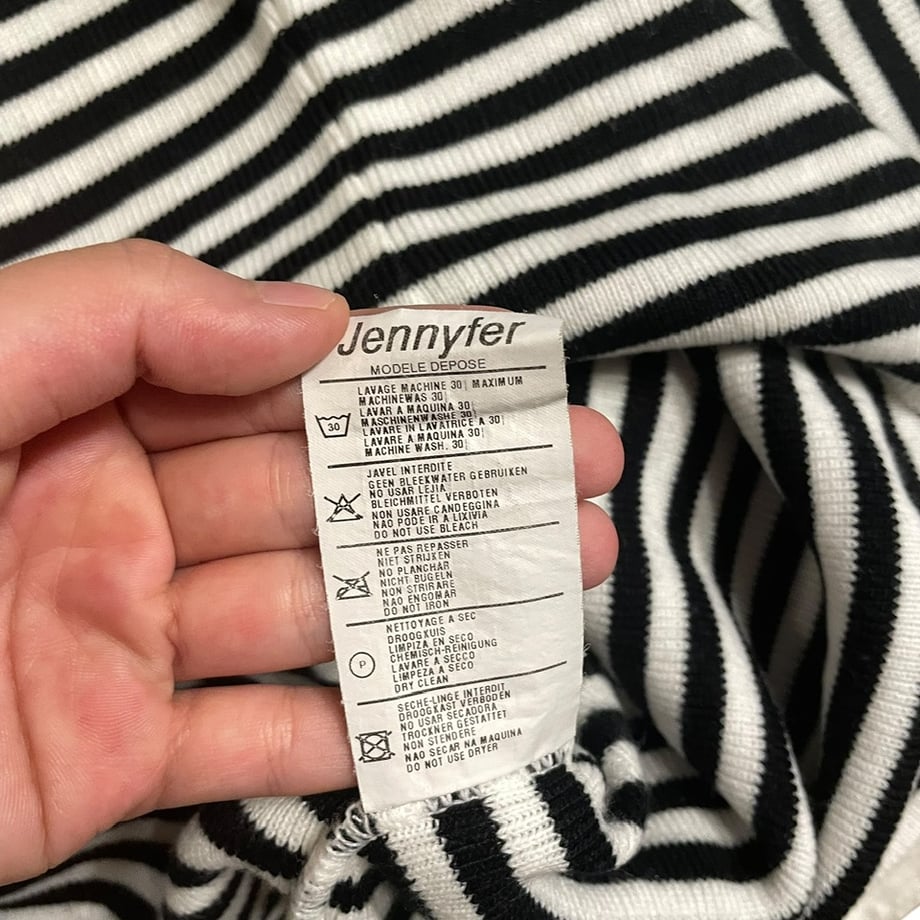 Jennyfer
MODELE DEPOSE
LAVAGE MACHINE 30| MAXIMUM
MACHINEWAS 30|
LAVAR A MAQUINA 30|
MASCHINENWASHE 30|
LAVARE IN LAVATRICE A 30|
LAVARE A MAQUINA 30|
MACHINE WASH. 30|
30
JAVEL INTERDITE
GEEN BLEEKWATER GEBRUIKEN
NO USAR LEJIA
BLEICHMITTEL VERBOTEN
NON USARE CANDEGGINA
NAO PODE IR A LIXIVIA
DO NOT USE BLEACH
NE PAS REPASSER
NIET STRIJKEN
NO PLANCHAR
NICHT BUGELN
NON STRIRARE
NAO ENGOMAR
DO NOT IRON
NETTOYAGE A SEC
DROOGKUIS
LIMPIZA EN SECO
CHEMISCH-REINIGUNG
LAVARE A SECCO
LIMPEZA A SECO
DRY CLEAN
P
SECHE-LINGE INTERDIT
DROOGKAST VERBODEN
NO USAR SECADORA
TROCKNER GESTATTET
NON STENDERE
NAO SECAR NA MAQUINA
DO NOT USE DRYER